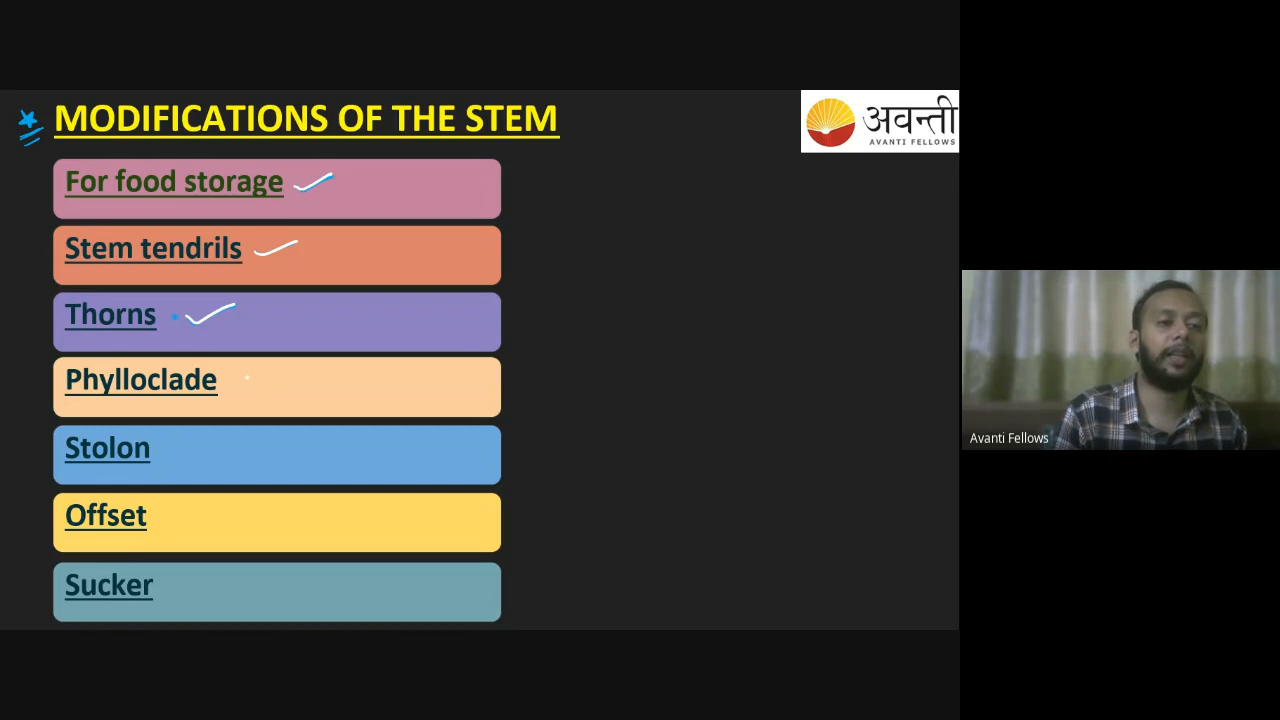 MODIFICATIONS OF THE STEM
अवन्ती
AVANTI FELLOWS
For food storage
Stem tendrils
Thorns
Phylloclade
Stolon
Offset
Sucker
Avanti Fellows